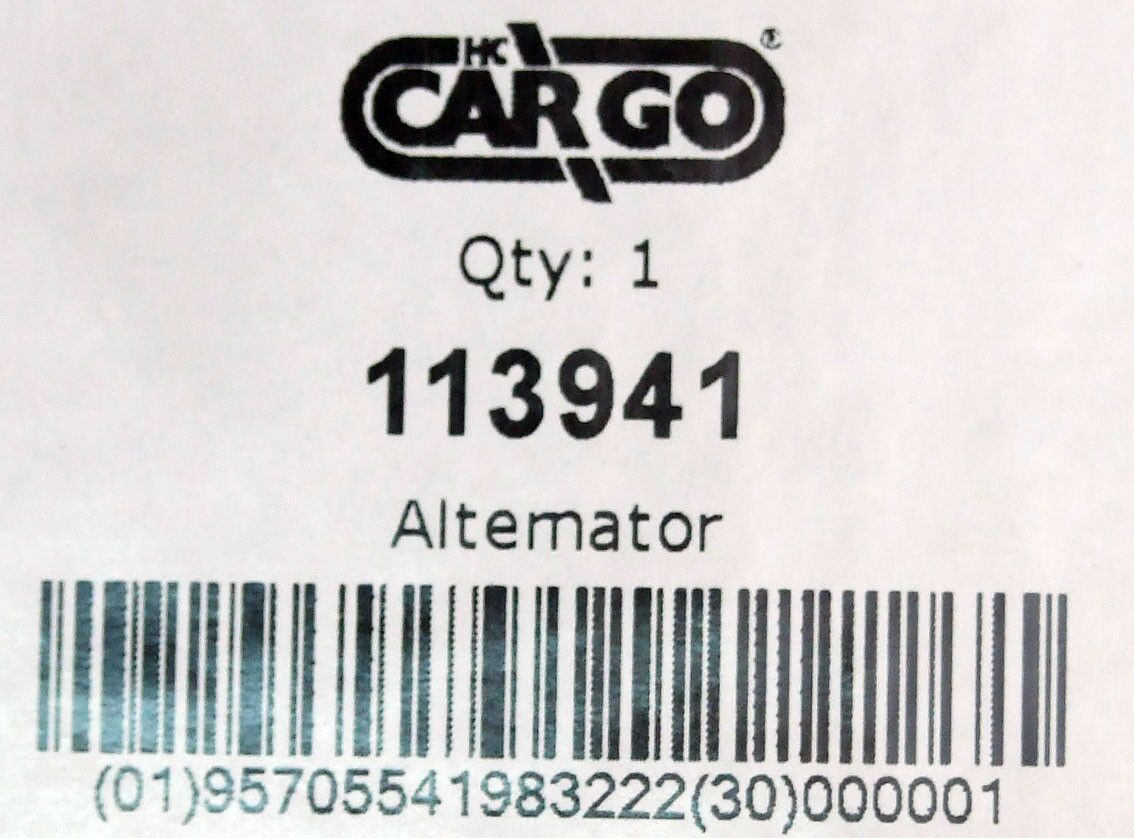 HC
CARGO®
Qty: 1
113941
Alternator
(01)95705541983222(30)000001